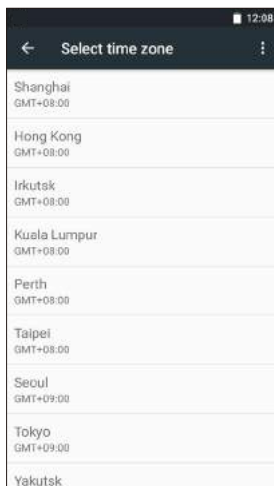 12:08
Select time zone
Shanghai
GMT+08:00
Hong Kong
GMT+08:00
Irkutsk
GMT+08:00
Kuala Lumpur
GMT+08:00
Perth
GMT+08:00
Taipei
GMT+08:00
Seoul
GMT+09:00
Tokyo
GMT+09:00
Yakutsk